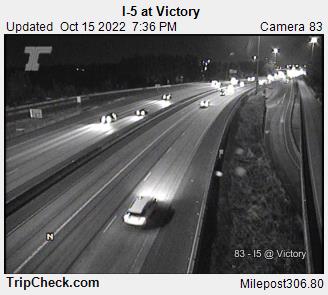 I-5 at Victory
Updated Oct 15 2022 7:36 PM Camera 83
T
N
83 - I5 @ Victory
TripCheck.com Milepost306.80